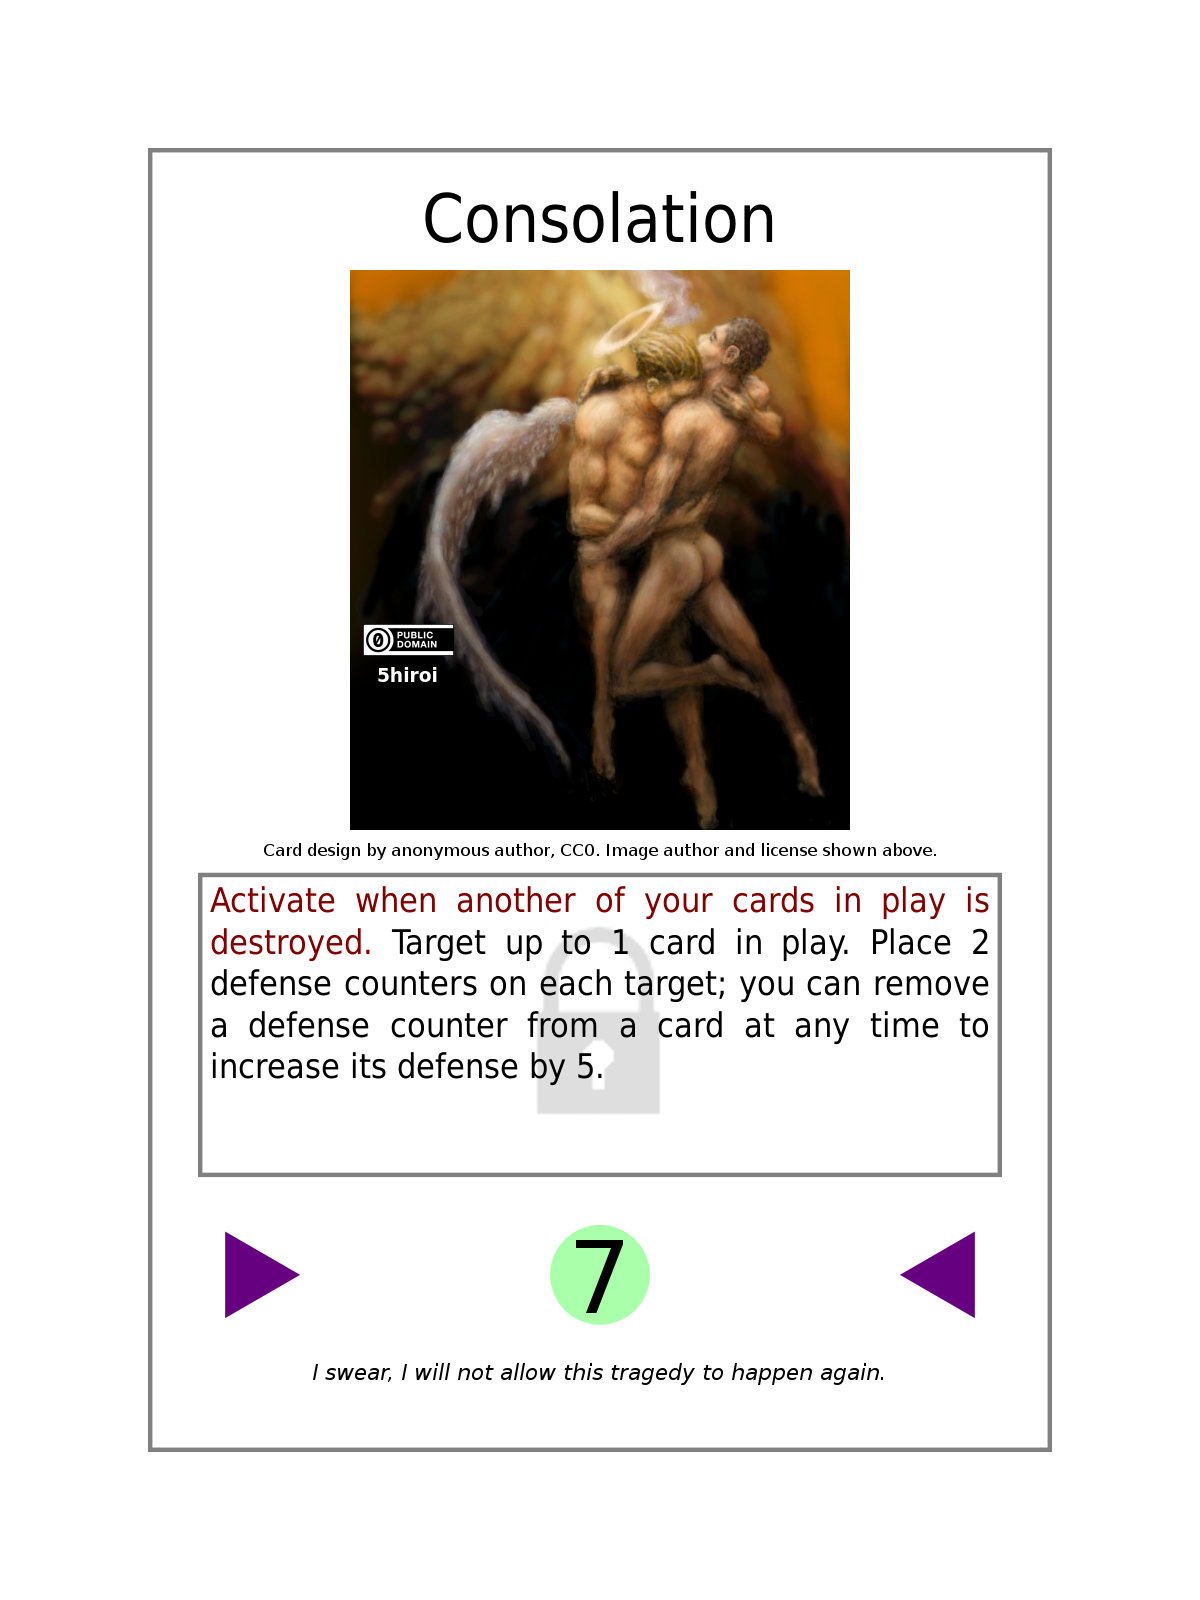 Consolation
0 PUBLIC
DOMAIN
5hiroi
Card design by anonymous author, CC0. Image author and license shown above.
Activate when another of your cards in play is
destroyed. Target up to 1 card in play. Place 2
defense counters on each target; you can remove
a defense counter from a card at any time to
increase its defense by 5.
7
I swear, I will not allow this tragedy to happen again.